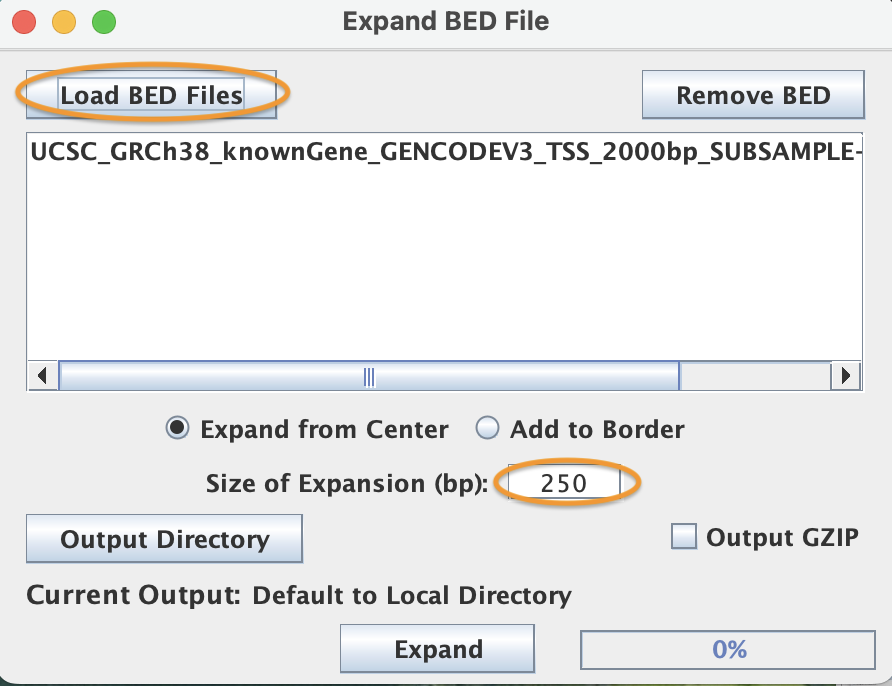 Expand BED File
Load BED Files
Remove BED
UCSC_GRCh38_knownGene_GENCODEV3_TSS_2000bp_SUBSAMPLE-
Expand from Center
Add to Border
Size of Expansion (bp): 250
Output Directory
Output GZIP
Current Output: Default to Local Directory
Expand
0%